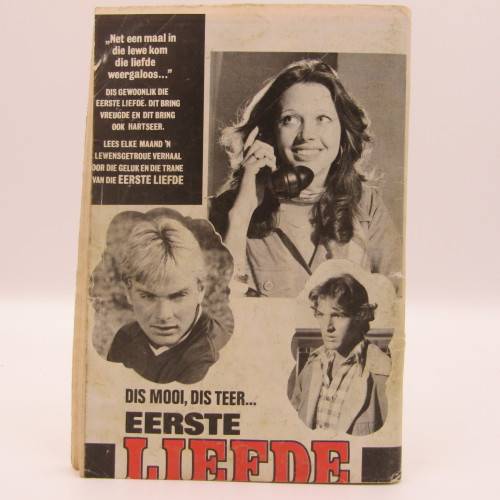 „Net een maal in
die lewe kom
die liefde
weergaloos...”
DIS GEWOONLIK DIE
EERSTE LIEFDE. DIT BRING
VREUGDE EN DIT BRING
OOK HARTSEER.
LEES ELKE MAAND 'N
LEWENSGETROUE VERHAAL
OOR DIE GELUK EN DIE TRANE
VAN DIE EERSTE LIEFDE
DIS MOOI, DIS TEER...
EERSTE
LIEFDE